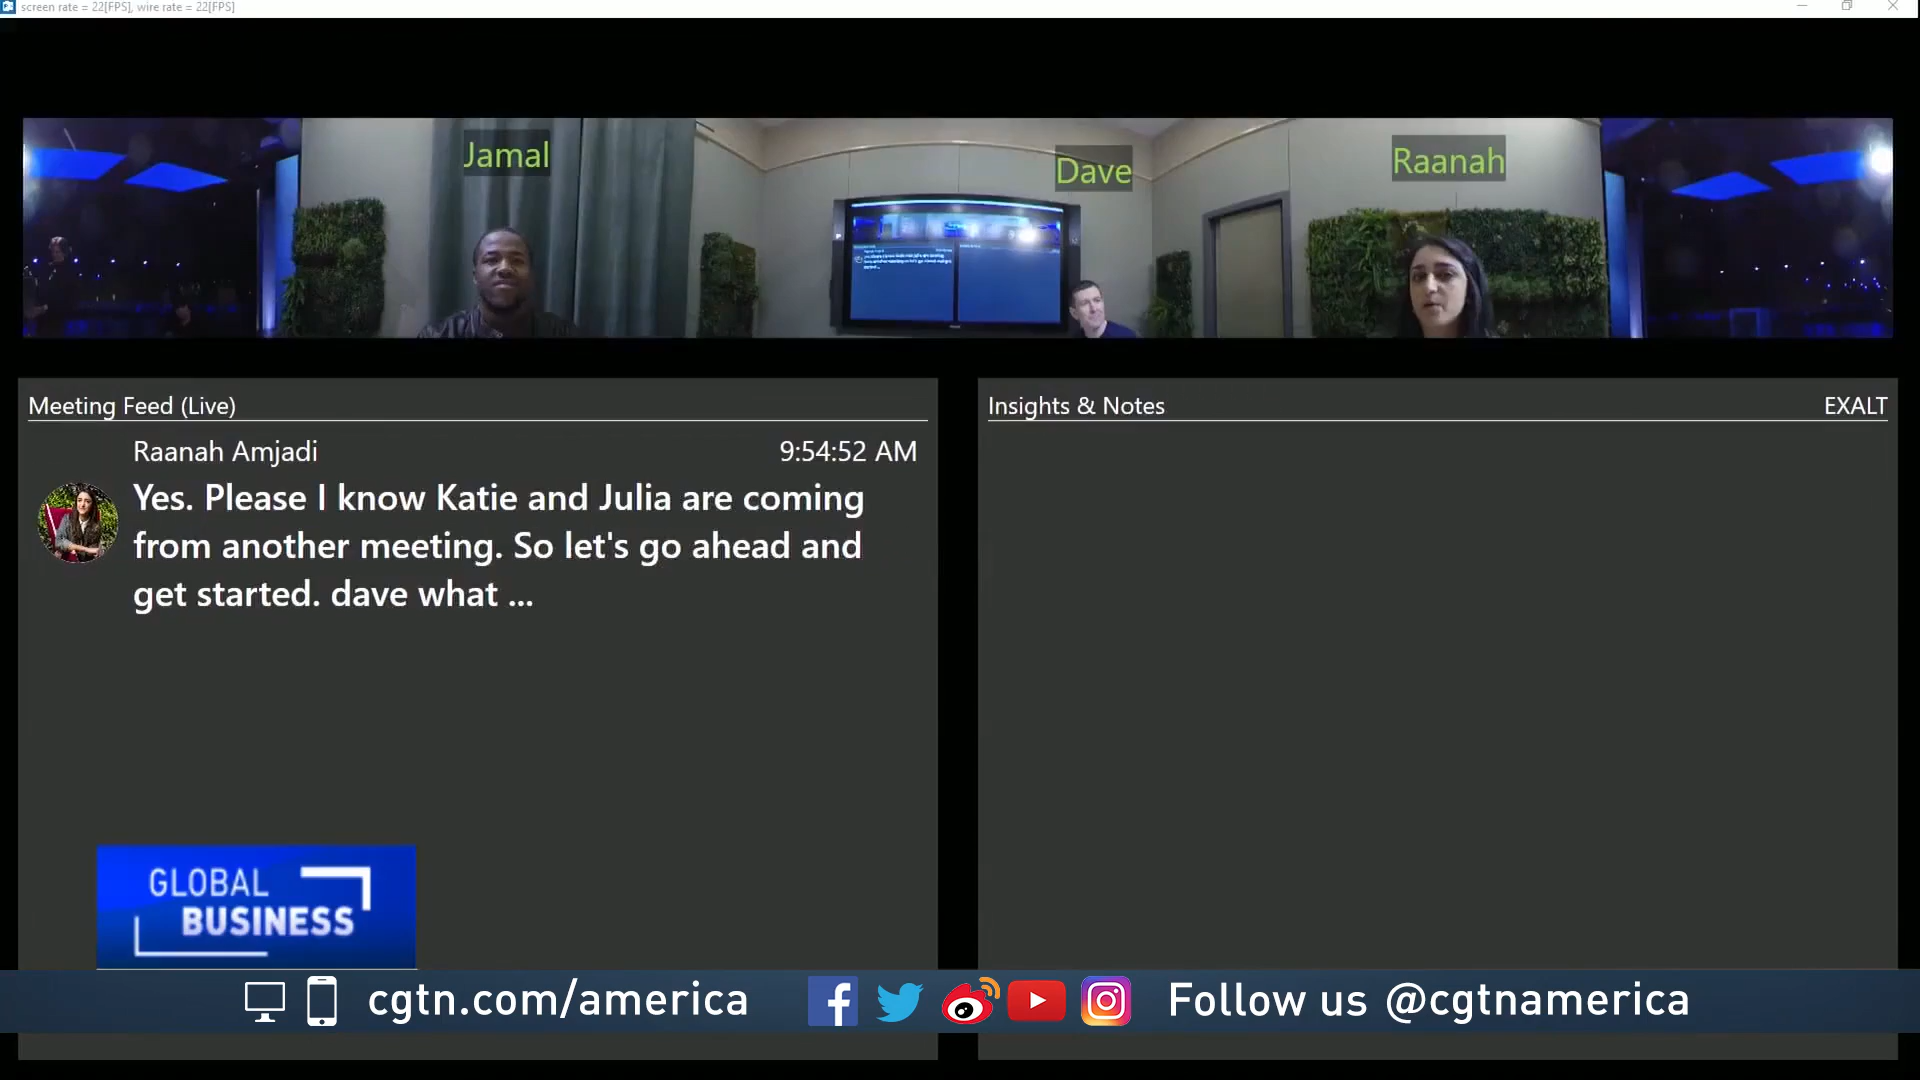 screen rate = 22[FPS], wire rate = 22[FPS]
Jamal
Dave
Raanah
Meeting Feed (Live)
Raanah Amjadi 9:54:52 AM
Yes. Please I know Katie and Julia are coming
from another meeting. So let's go ahead and
get started. dave what ...
Insights & Notes EXALT
GLOBAL
BUSINESS
cgtn.com/america Follow us @cgtnamerica